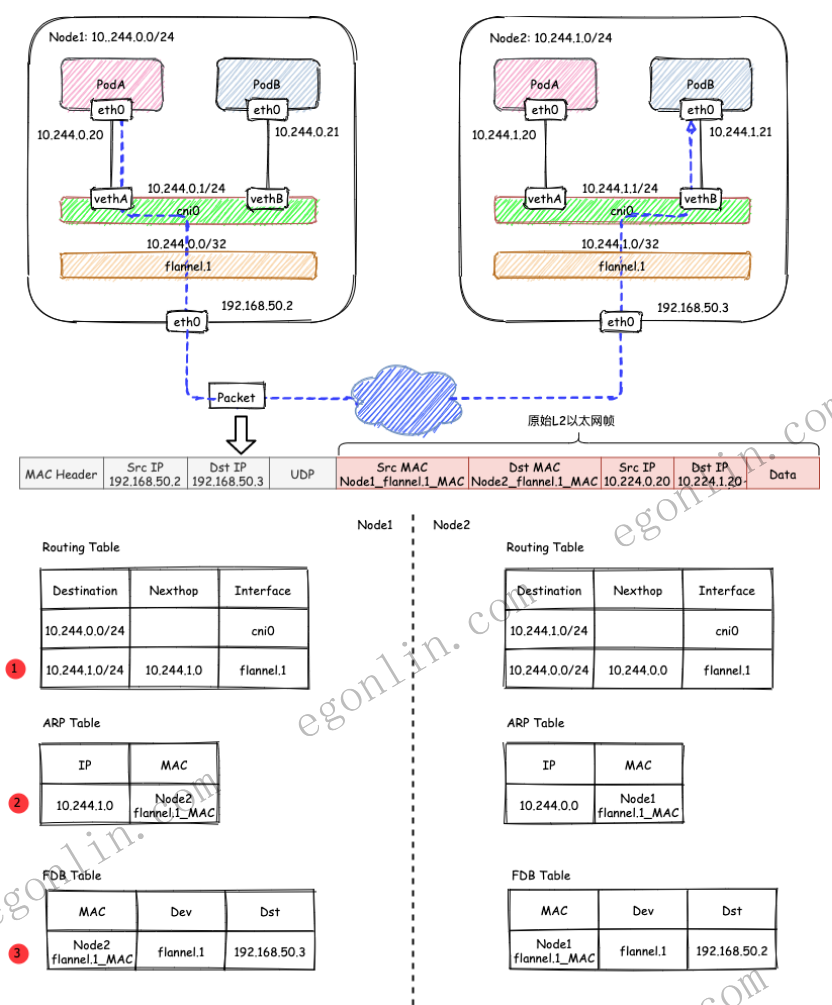 Node1: 10..244.0.0/24
PodA
PodB
eth0
eth0
10.244.0.20
10.244.0.21
10.244.0.1/24
vethA
vethB
cni0
10.244.0.0/32
flannel.1
192.168.50.2
eth0
Node2: 10.244.1.0/24
PodA
PodB
eth0
eth0
10.244.1.20
10.244.1.21
10.244.1.1/24
vethA
vethB
cni0
10.244.1.0/32
flannel.1
192.168.50.3
eth0
Packet
原始L2以太网帧
MAC Header
Src IP
192.168.50.2
Dst IP
192.168.50.3
UDP
Src MAC
Node1_flannel.1_MAC
Dst MAC
Node2_flannel.1_MAC
Src IP
10.224.0.20
Dst IP
10.224.1.20
Data
egonlin.com
Node1
Node2
Routing Table
Destination Nexthop Interface
10.244.0.0/24 cni0
1
10.244.1.0/24 10.244.1.0 flannel.1
Routing Table
Destination Nexthop Interface
10.244.1.0/24 cni0
10.244.0.0/24 10.244.0.0 flannel.1
egonlin.com
ARP Table
IP MAC
2
10.244.1.0
Node2
flannel.1_MAC
ARP Table
IP MAC
10.244.0.0
Node1
flannel.1_MAC
egonlin.com
FDB Table
MAC Dev Dst
3
Node2
flannel.1_MAC
flannel.1
192.168.50.3
FDB Table
MAC Dev Dst
Node1
flannel.1_MAC
flannel.1
192.168.50.2
com